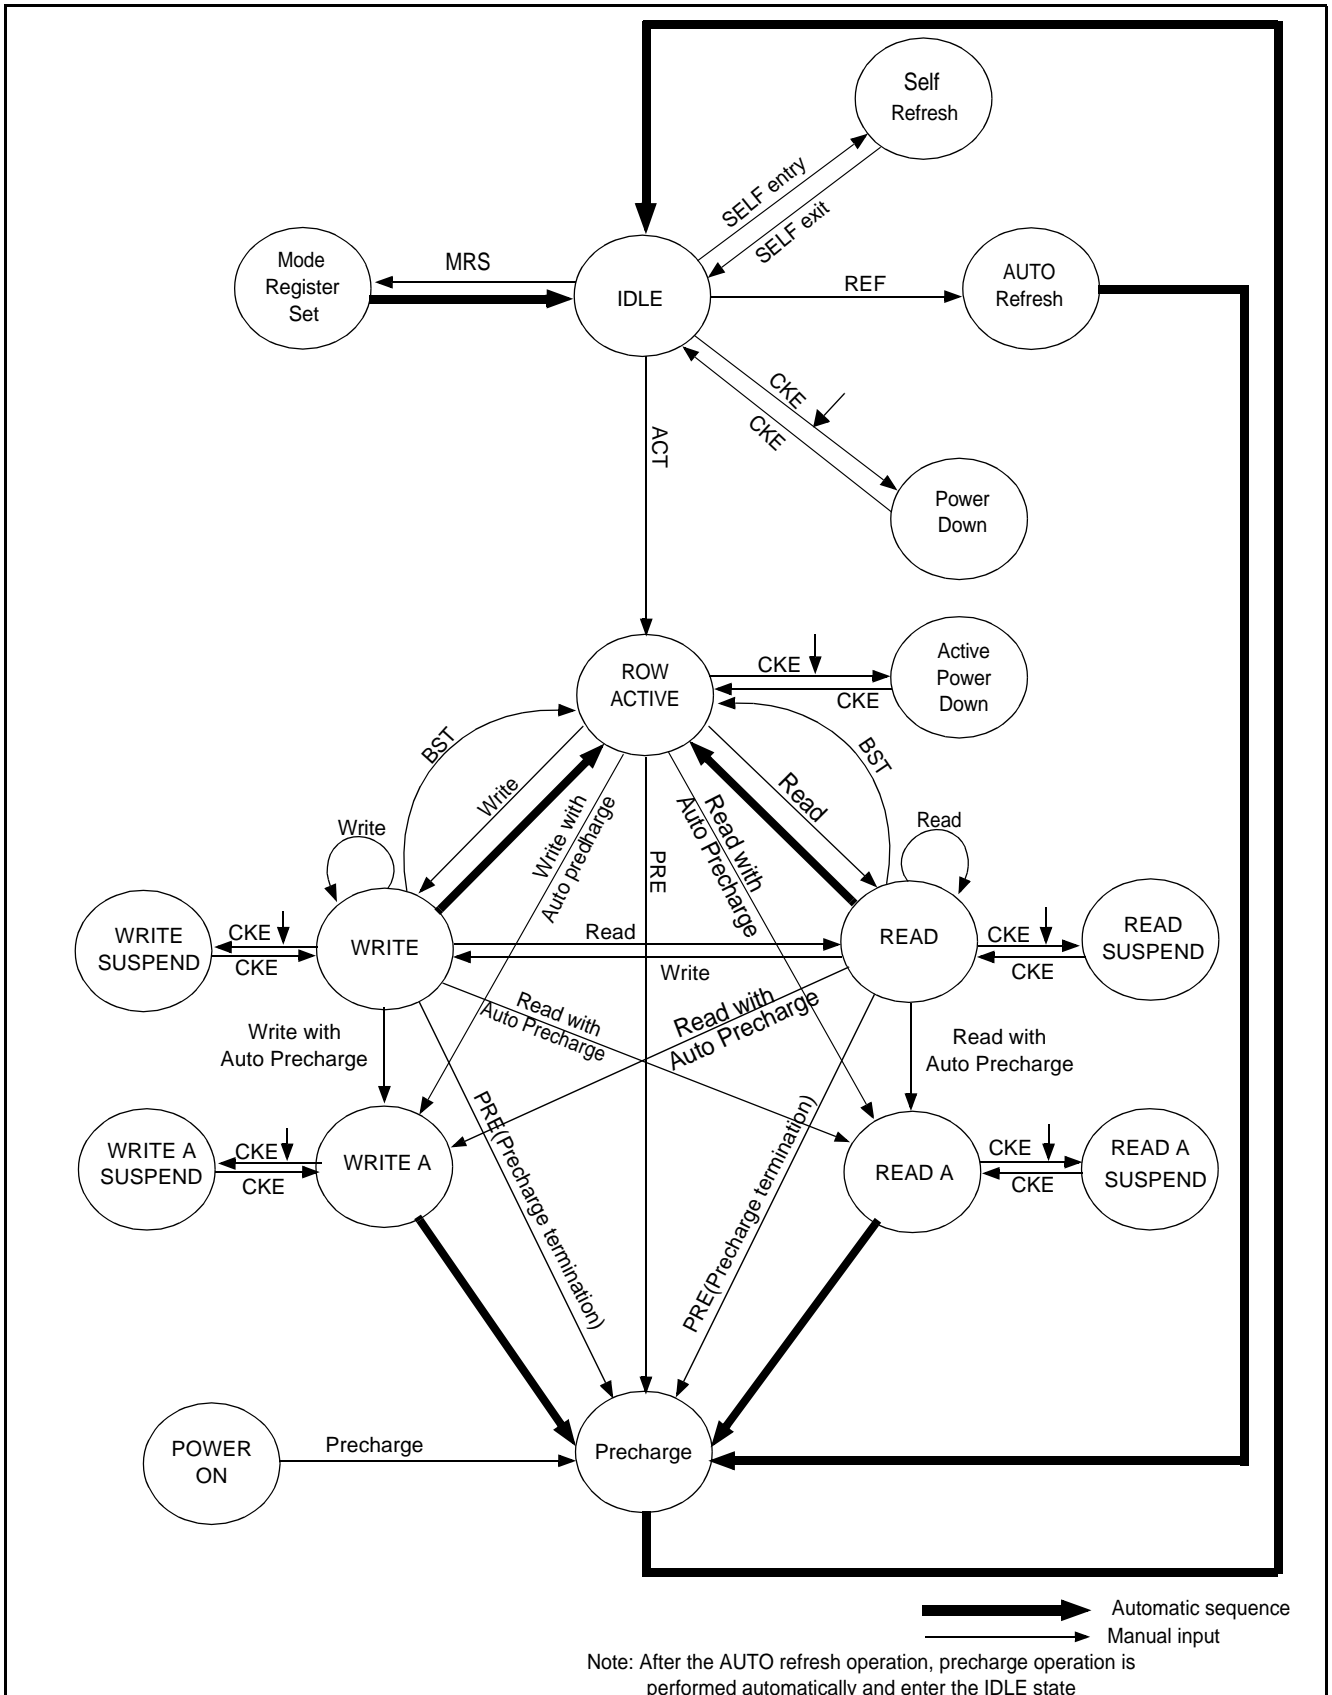 Self
Refresh
SELF entry
SELF exit
Mode
Register
Set
MRS
IDLE
REF
AUTO
Refresh
CKE
CKE
ACT
Power
Down
ROW
ACTIVE
CKE
CKE
Active
Power
Down
BST
Write
Write with
Auto predharge
PRE
Read with
Auto Precharge
Read
BST
Write
Read
WRITE
SUSPEND
CKE
CKE
WRITE
Read
Write
READ
CKE
CKE
READ
SUSPEND
Write with
Auto Precharge
Read with
Auto Precharge
Read with
Auto Precharge
Read with
Auto Precharge
PRE(Precharge termination)
PRE(Precharge termination)
WRITE A
SUSPEND
CKE
CKE
WRITE A
READ A
CKE
CKE
READ A
SUSPEND
POWER
ON
Precharge
Precharge
Automatic sequence
Manual input
Note: After the AUTO refresh operation, precharge operation is
performed automatically and enter the IDLE state